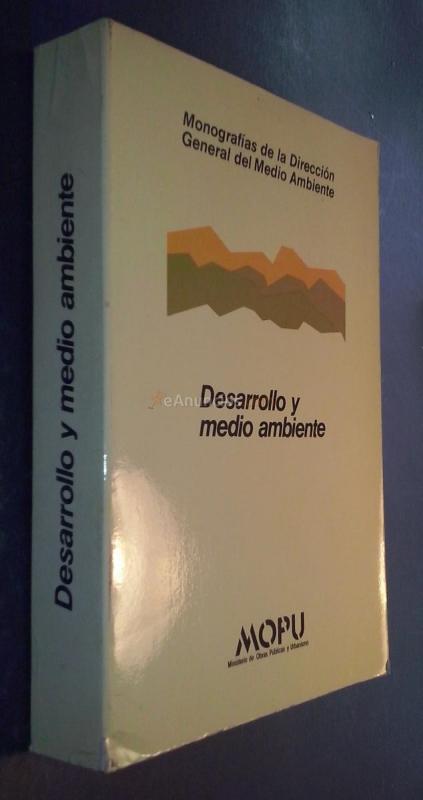 Monografías de la Dirección
General del Medio Ambiente
Desarrollo y
medio ambiente
MOPU
Ministerio de Obras Públicas y Urbanismo
Desarrollo y medio ambiente